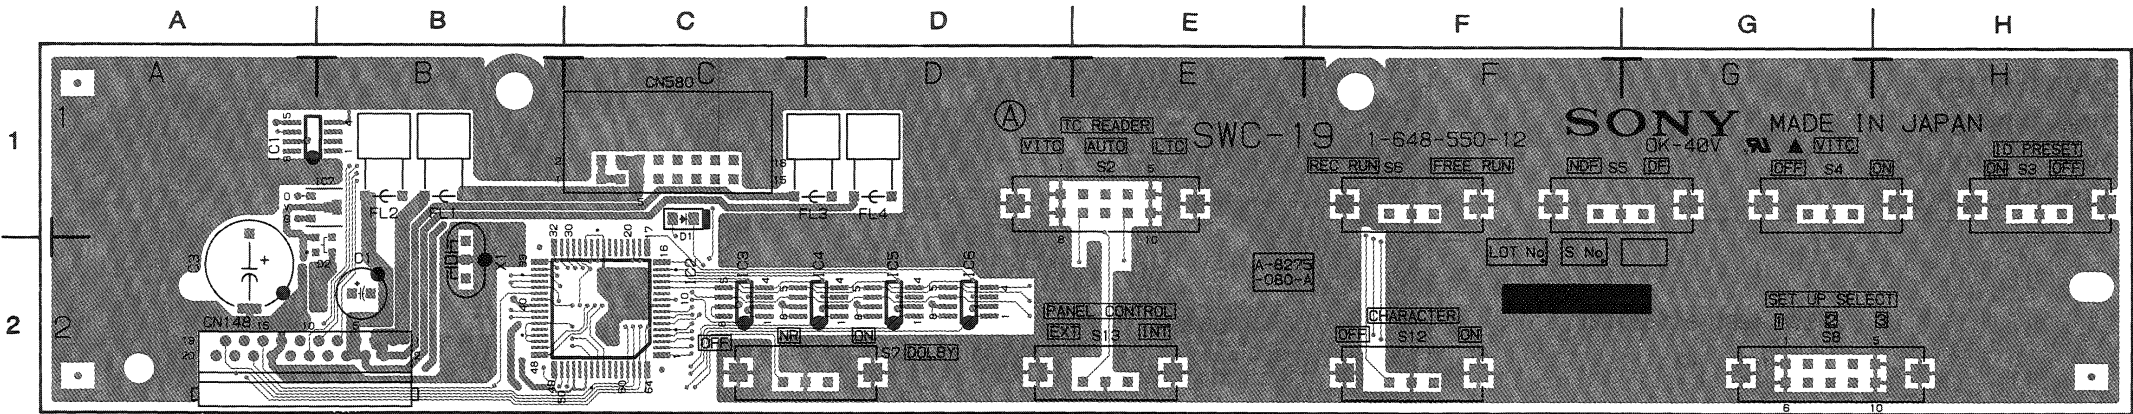 A B C D E F G H
A B C D E F G H
CN580
1 1
SONY MADE IN JAPAN
A TC READER SWC-19 1-648-550-12 OK-40V VITC
VITC AUTO LTC
IC1
S2
REC RUN S6 FREE RUN
NDF S5 DF
OFF S4 ON
ID PRESET
ON S3 OFF
IC7
O
FL2 FL1 FL3 FL4
D1
LOT No. S No.
C3 D2 X1 IC2 IC3 IC4 IC5 IC6
A-8275
-080-A
2 2
CN148
PANEL CONTROL
EXT S13 INT
CHARACTER
OFF S12 ON
SET UP SELECT
1 2 3
S8
OFF NR ON
S7 DOLBY